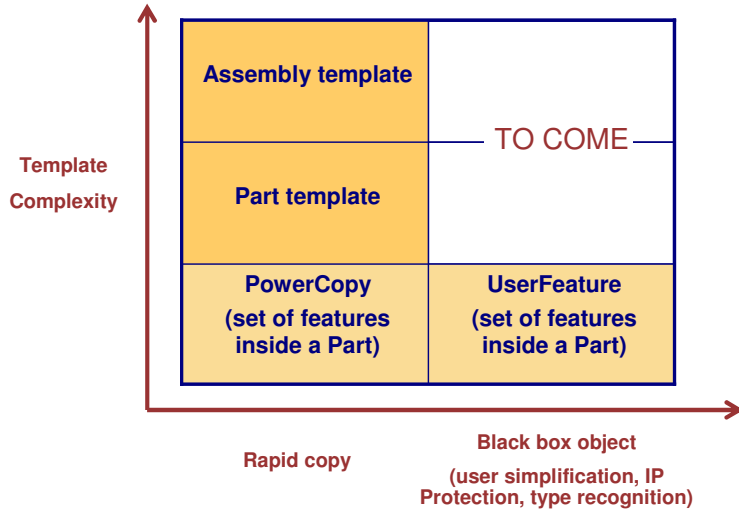 Assembly template
TO COME
Template
Complexity
Part template
PowerCopy
(set of features
inside a Part)
UserFeature
(set of features
inside a Part)
Rapid copy
Black box object
(user simplification, IP
Protection, type recognition)